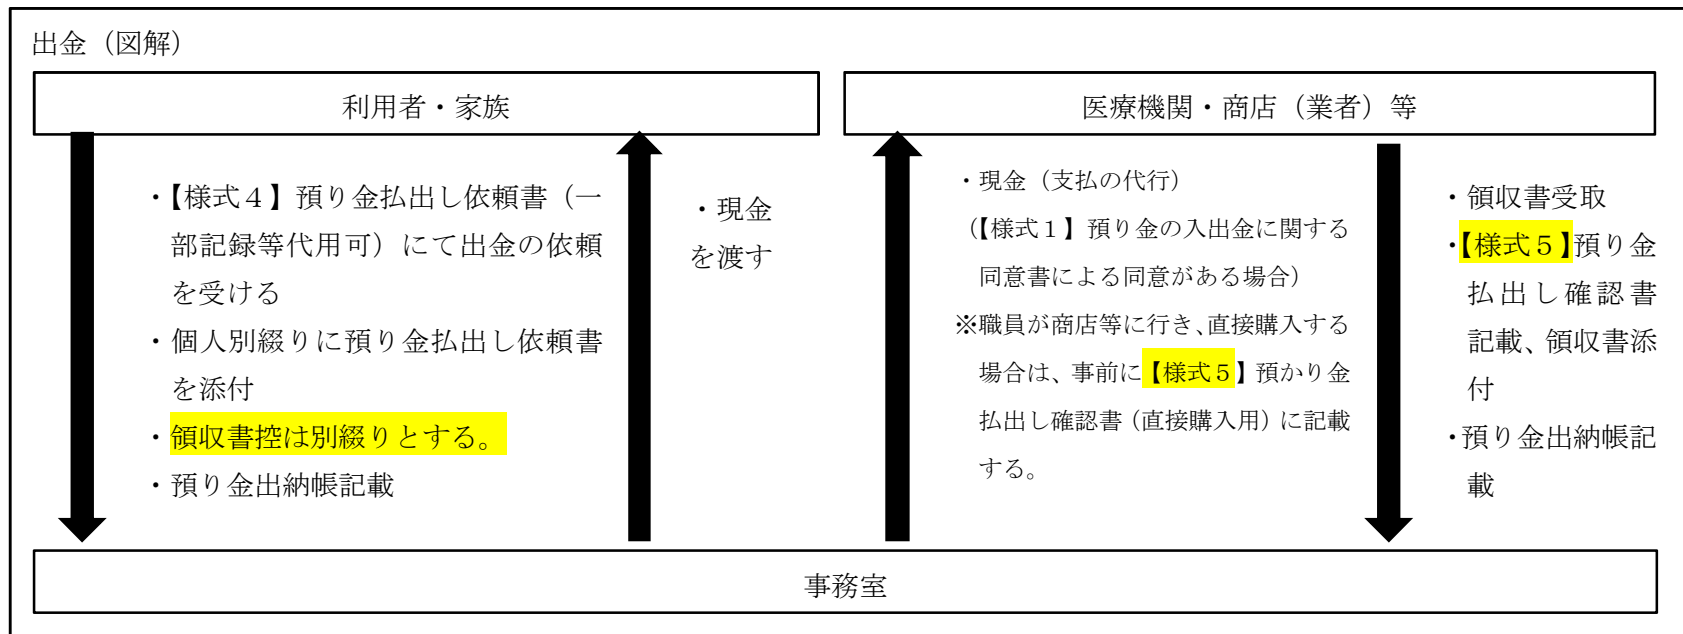 出金（図解）
利用者・家族
医療機関・商店（業者）等
・【様式４】預り金払出し依頼書（一
部記録等代用可）にて出金の依頼
を受ける
・個人別綴りに預り金払出し依頼書
を添付
・領収書控は別綴りとする。
・預り金出納帳記載
・現金
を渡す
・現金（支払の代行）
（【様式１】預り金の入出金に関する
同意書による同意がある場合）
※職員が商店等に行き、直接購入する
場合は、事前に【様式５】預かり金
払出し確認書（直接購入用）に記載
する。
・領収書受取
・【様式５】預り金
払出し確認書
記載、領収書添
付
・預り金出納帳記
載
事務室